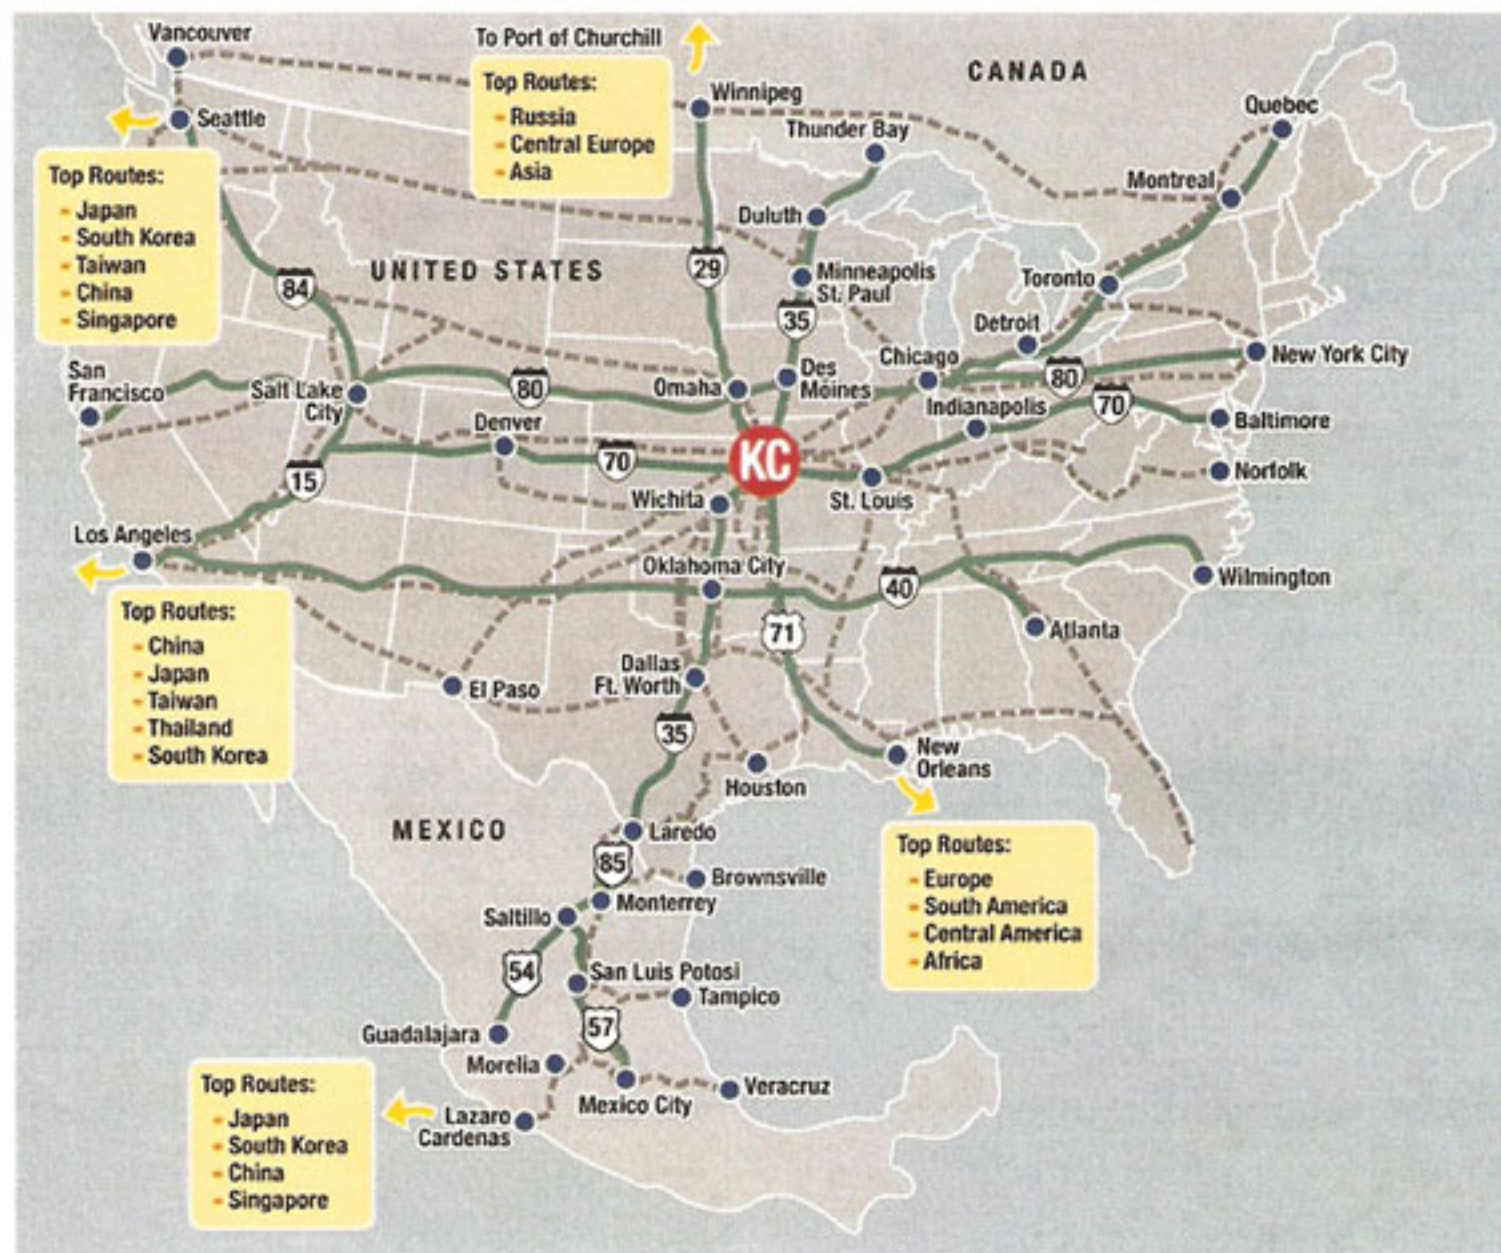 Vancouver
To Port of Churchill
Top Routes:
- Russia
- Central Europe
- Asia
CANADA
Winnipeg
Thunder Bay
Quebec
Seattle
Top Routes:
- Japan
- South Korea
- Taiwan
- China
- Singapore
Montreal
Duluth
UNITED STATES
84
29
Minneapolis
St. Paul
35
Toronto
Detroit
San
Francisco
Salt Lake
City
80
Omaha
Des
Moines
Chicago
80
New York City
Denver
Indianapolis
70
Baltimore
15
70
KC
Wichita
St. Louis
Norfolk
Los Angeles
Oklahoma City
40
Wilmington
Top Routes:
- China
- Japan
- Taiwan
- Thailand
- South Korea
71
Atlanta
El Paso
Dallas
Ft. Worth
35
Houston
New
Orleans
MEXICO
Laredo
85
Brownsville
Top Routes:
- Europe
- South America
- Central America
- Africa
Saltillo
Monterrey
54
San Luis Potosi
Tampico
Guadalajara
57
Morelia
Mexico City
Veracruz
Lazaro
Cardenas
Top Routes:
- Japan
- South Korea
- China
- Singapore